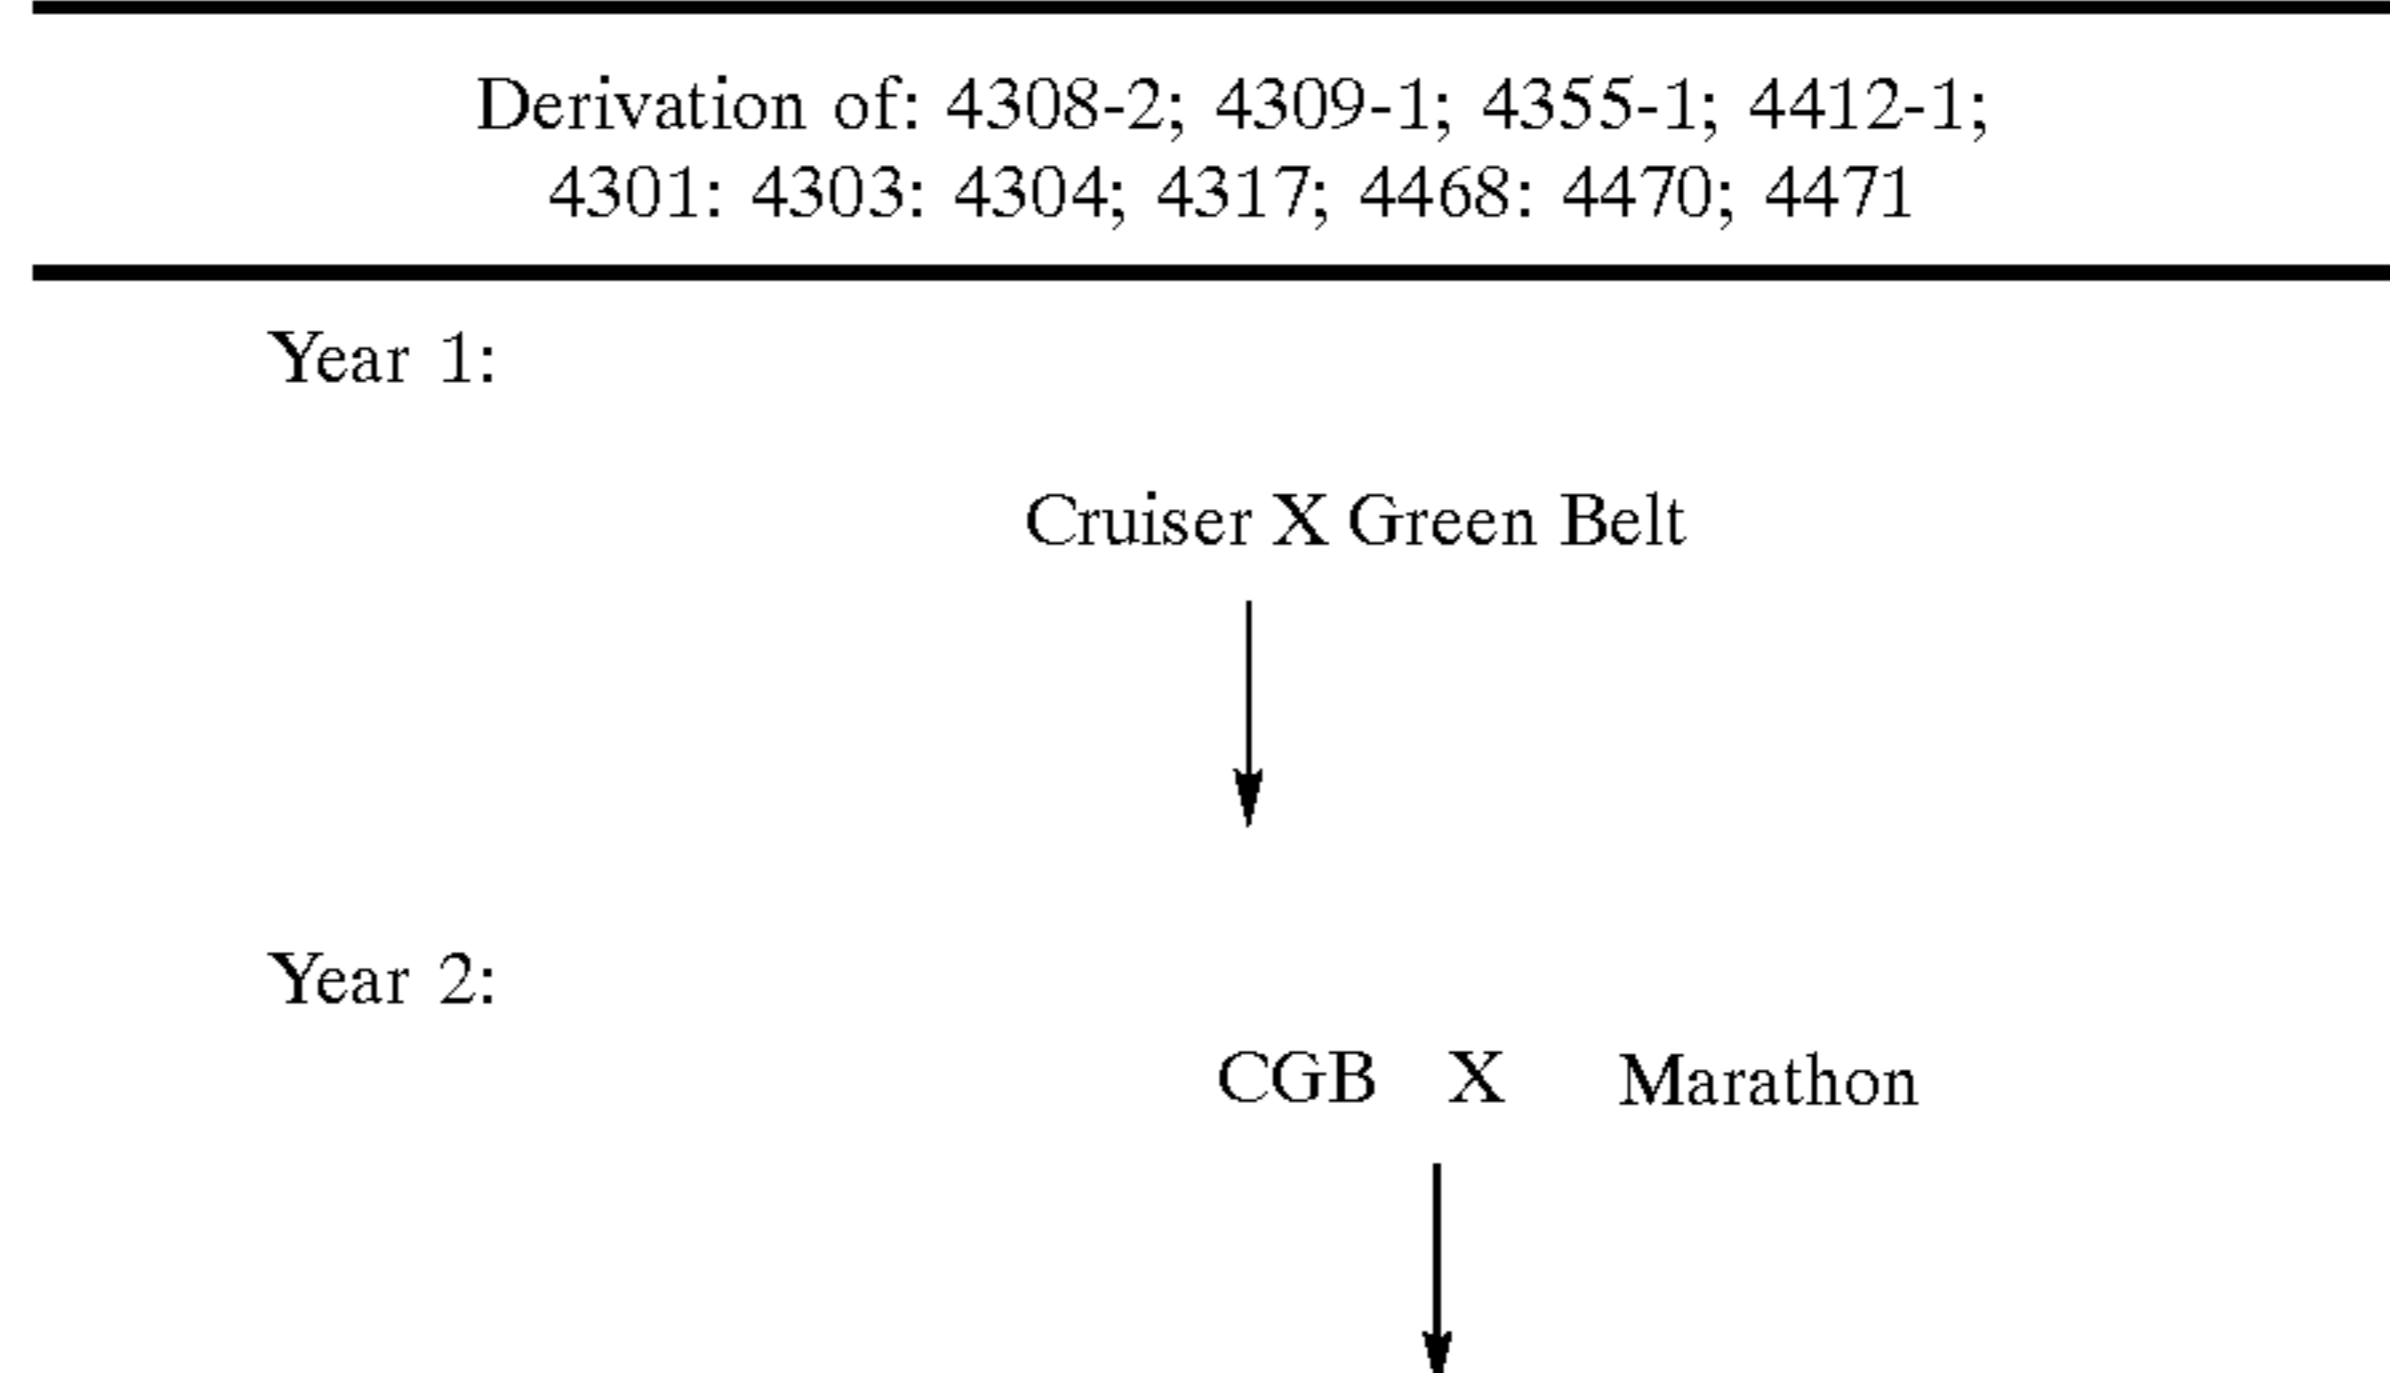 Derivation of: 4308-2; 4309-1; 4355-1; 4412-1;
4301: 4303: 4304; 4317; 4468: 4470; 4471
Year 1:
Cruiser X Green Belt
Year 2:
CGB X Marathon